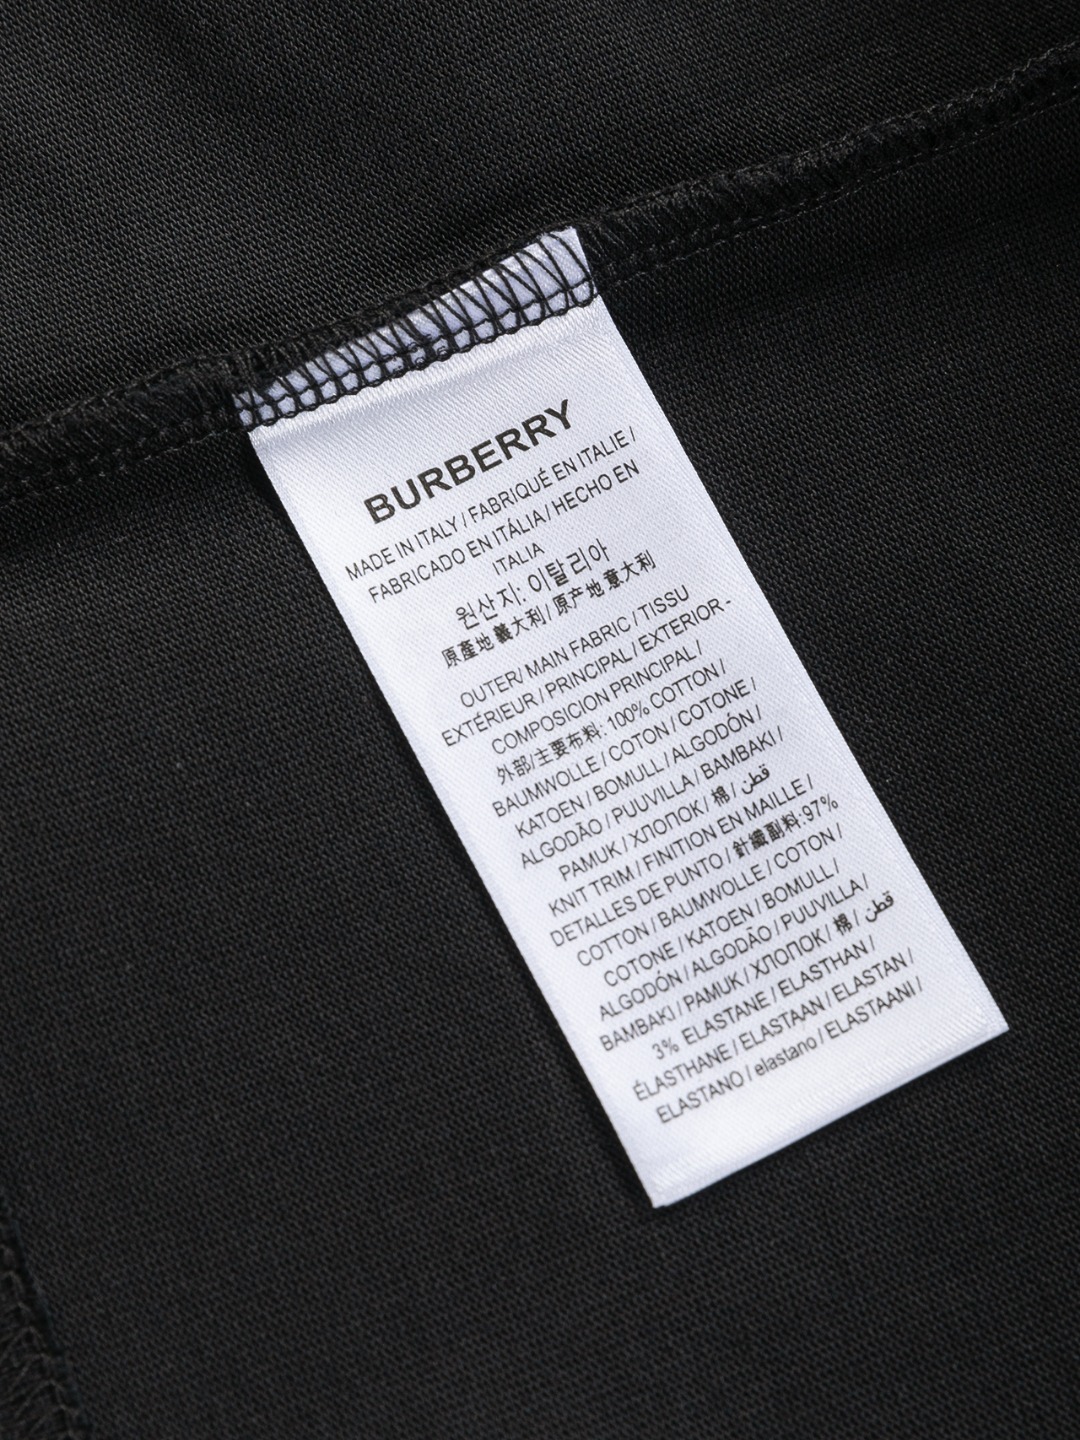 BURBERRY
MADE IN ITALY / FABRIQUÉ EN ITALIE /
FABRICADO EN ITÁLIA / HECHO EN
ITALIA
원산지: 이탈리아
原產地 義大利 / 原产地 意大利
OUTER/ MAIN FABRIC / TISSU
EXTÉRIEUR / PRINCIPAL / EXTERIOR -
COMPOSICION PRINCIPAL /
外部/主要布料: 100% COTTON /
BAUMWOLLE / COTON / COTONE /
KATOEN / BOMULL / ALGODÓN /
ALGODÃO / PUUVILLA / BAMBAKI /
PAMUK / ХЛОПОК / 棉 / قطن
KNIT TRIM / FINITION EN MAILLE /
DETALLES DE PUNTO / 針織副料:97%
COTTON / BAUMWOLLE / COTON /
COTONE / KATOEN / BOMULL /
ALGODÓN / ALGODÃO / PUUVILLA /
BAMBAKI / PAMUK / ХЛОПОК / 棉 / قطن
3% ELASTANE / ELASTHAN /
ÉLASTHANE / ELASTAAN / ELASTAN /
ELASTANO / elastano / ELASTAANI /